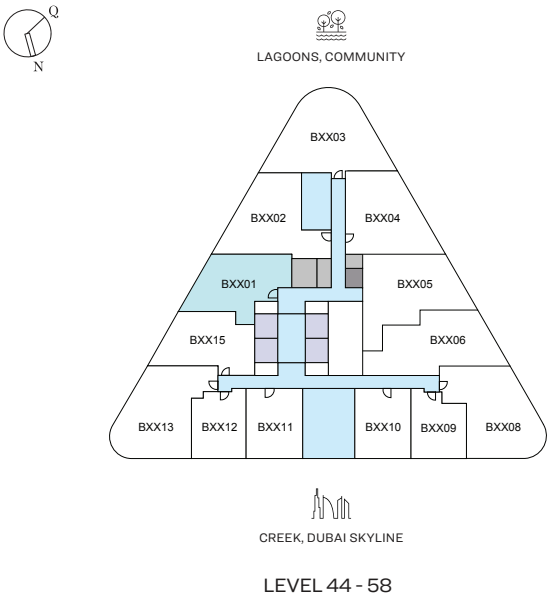 Q
N
LAGOONS, COMMUNITY
BXX03
BXX02
BXX04
BXX01
BXX05
BXX15
BXX06
BXX13
BXX12
BXX11
BXX10
BXX09
BXX08
CREEK, DUBAI SKYLINE
LEVEL 44 - 58